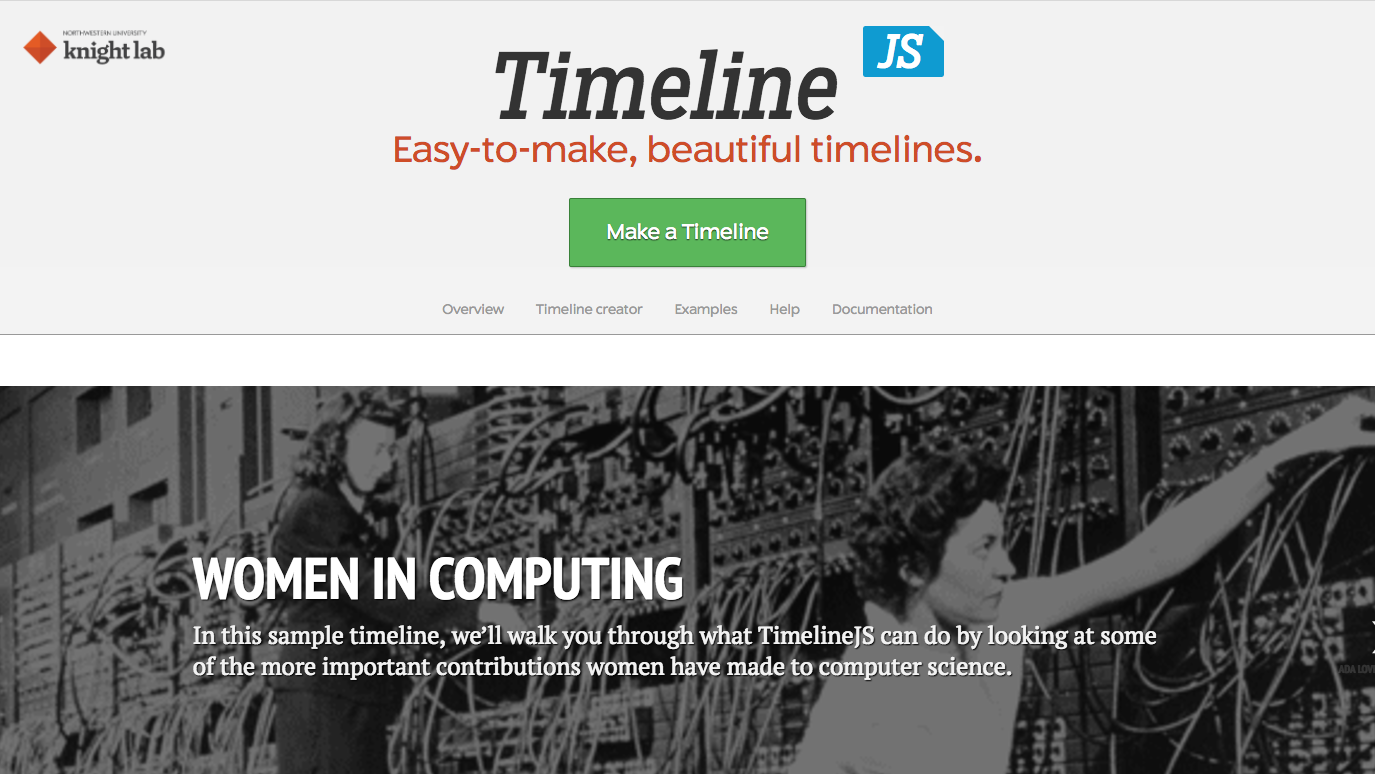 NORTHWESTERN UNIVERSITY
knight lab
Timeline JS
Easy-to-make, beautiful timelines.
Make a Timeline
Overview Timeline creator Examples Help Documentation
WOMEN IN COMPUTING
In this sample timeline, we’ll walk you through what TimelineJS can do by looking at some
of the more important contributions women have made to computer science.
ADA LOV